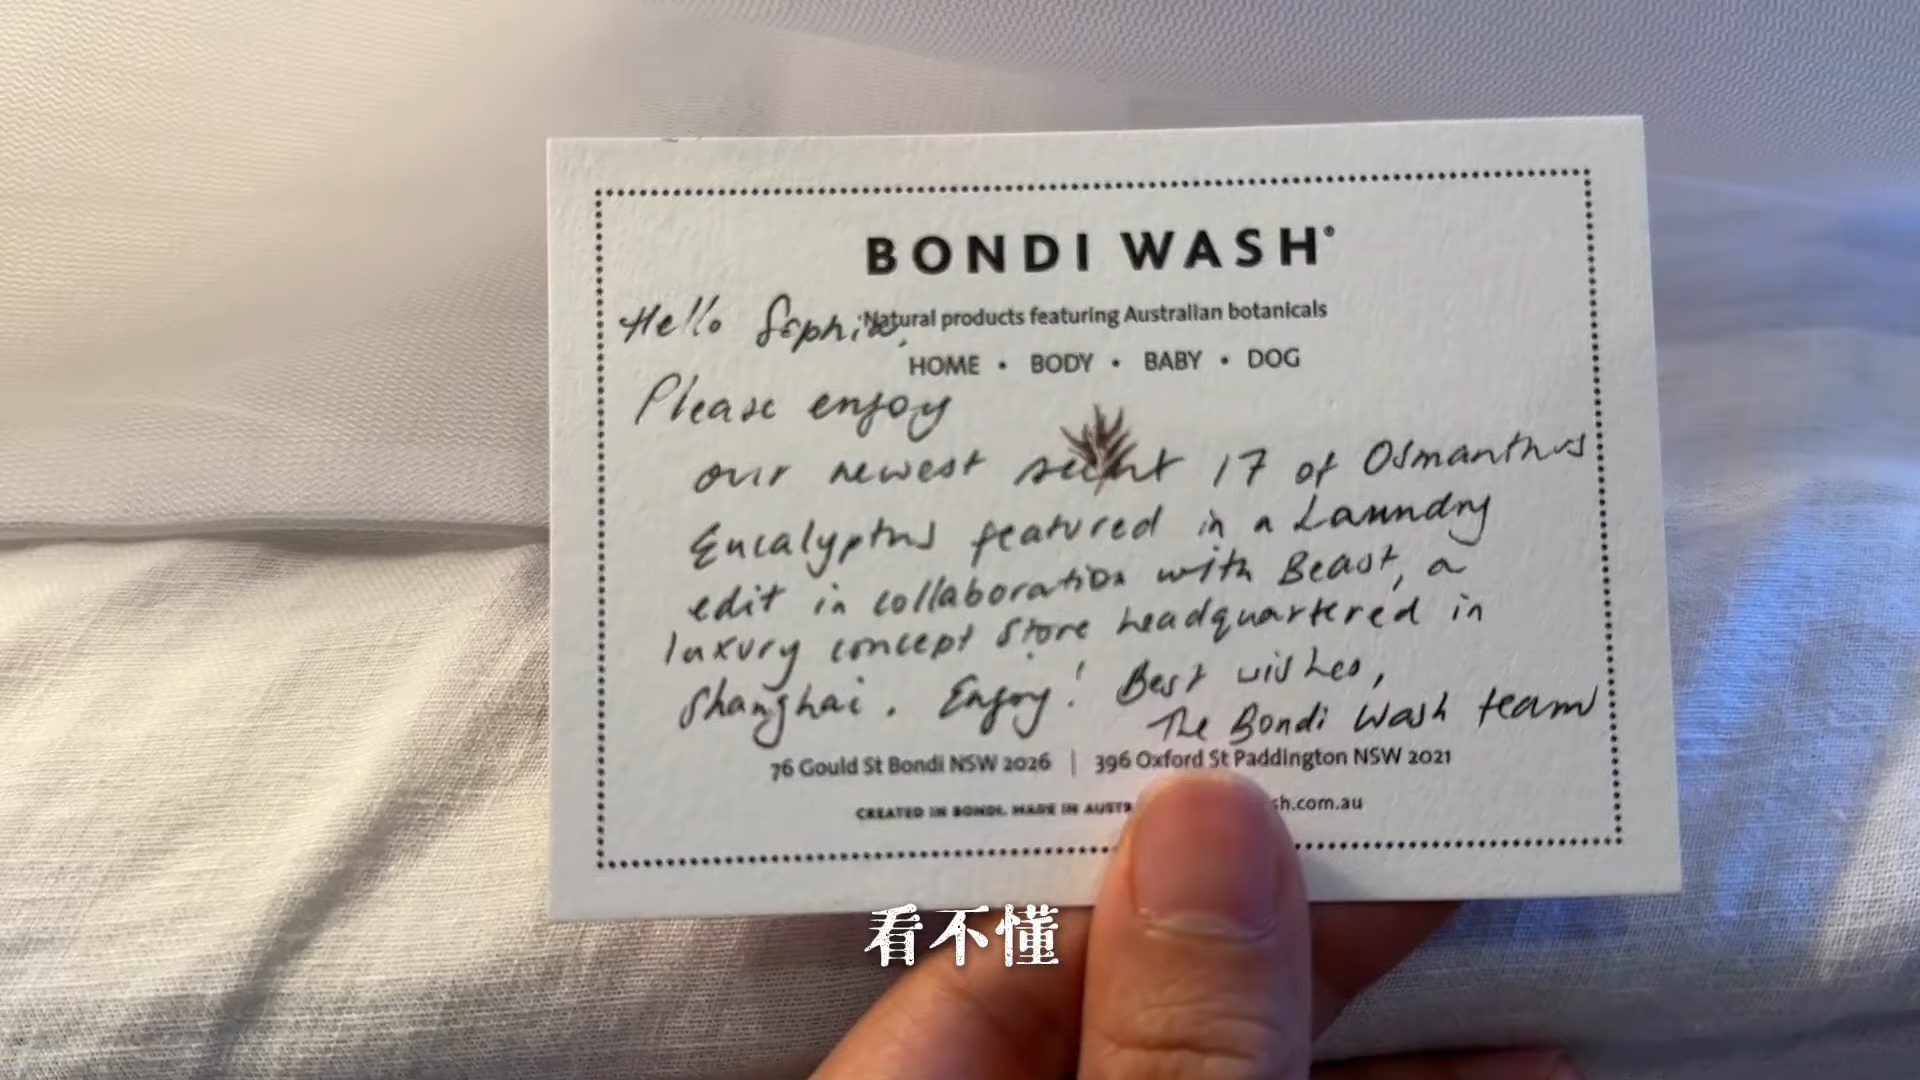 BONDI WASH®
Natural products featuring Australian botanicals
HOME • BODY • BABY • DOG
Hello Sophie,
Please enjoy
our newest scent 17 of Osmanthus
Eucalyptus featured in a Laundry
edit in collaboration with Beast, a
luxury concept store headquartered in
Shanghai. Enjoy! Best wishes,
The Bondi Wash team
76 Gould St Bondi NSW 2026 | 396 Oxford St Paddington NSW 2021
CREATED IN BONDI. MADE IN AUSTR sh.com.au
看不懂